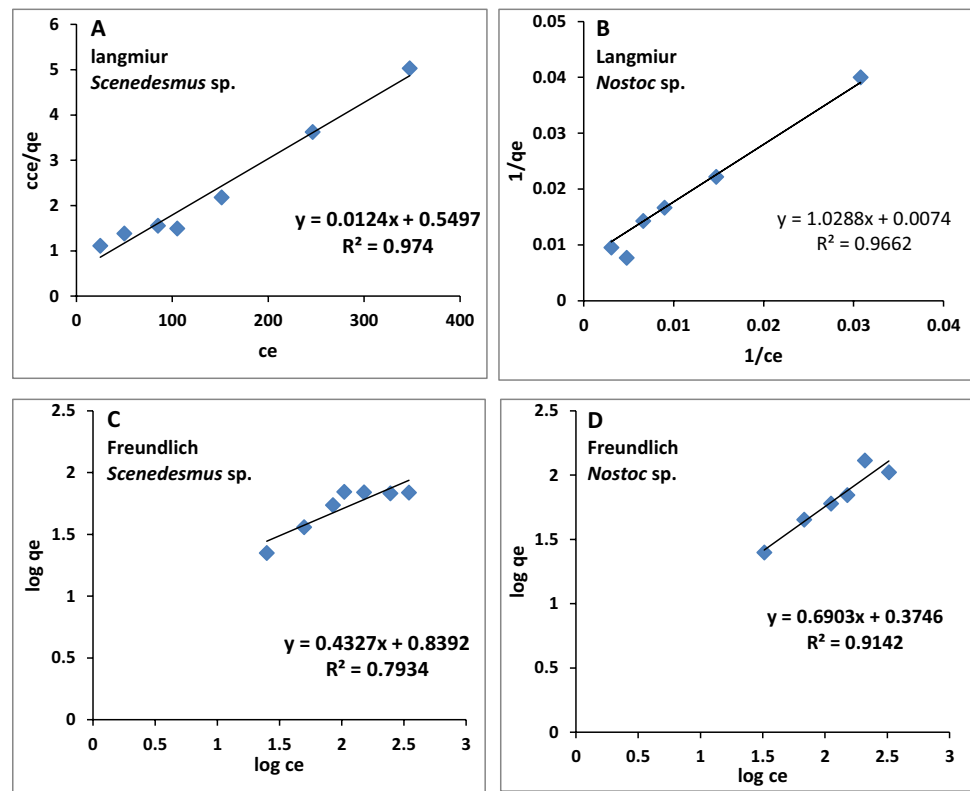 A
langmiur
Scenedesmus sp.
cce/qe
6
5
4
3
2
1
0
y = 0.0124x + 0.5497
R² = 0.974
0 100 200 300 400
ce
B
Langmiur
Nostoc sp.
1/qe
0.05
0.04
0.03
0.02
0.01
0
y = 1.0288x + 0.0074
R² = 0.9662
0 0.01 0.02 0.03 0.04
1/ce
C
Freundlich
Scenedesmus sp.
log qe
2.5
2
1.5
1
0.5
0
y = 0.4327x + 0.8392
R² = 0.7934
0 0.5 1 1.5 2 2.5 3
log ce
D
Freundlich
Nostoc sp.
log qe
2.5
2
1.5
1
0.5
0
y = 0.6903x + 0.3746
R² = 0.9142
0 0.5 1 1.5 2 2.5 3
log ce